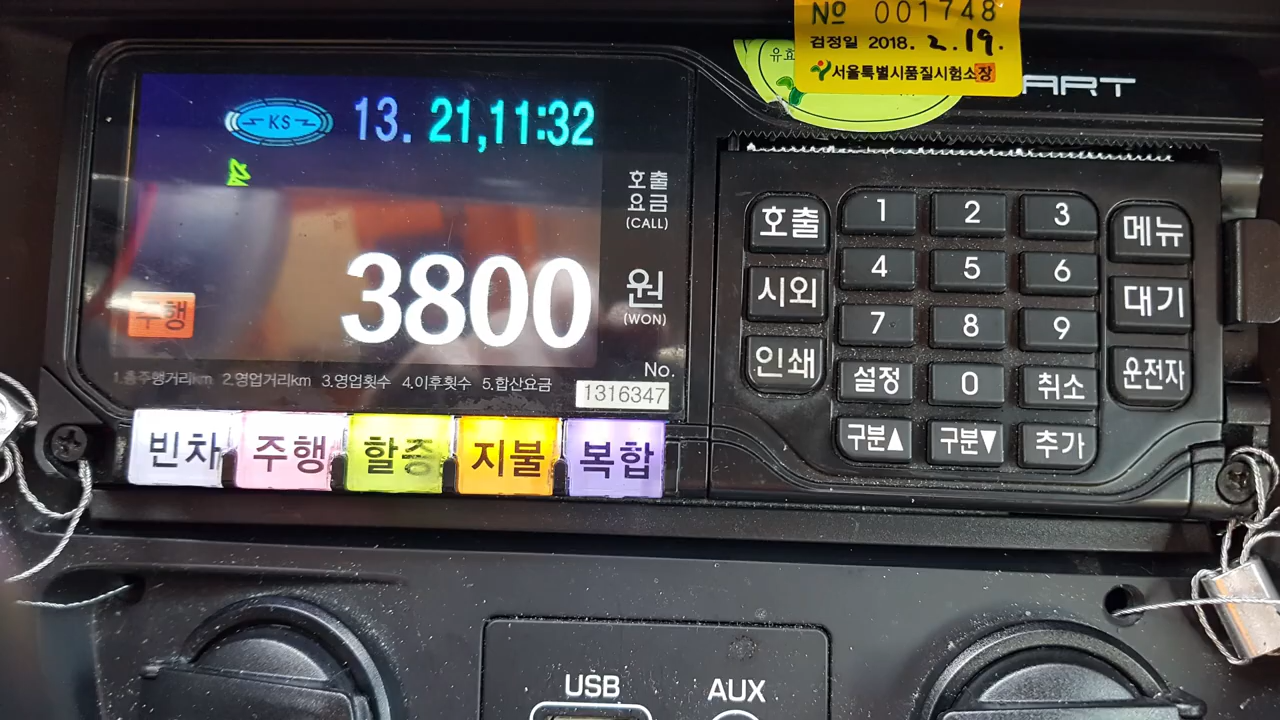 № 001748
검정일 2018. 2.19.
서울특별시품질시험소장
유효
ART
KS
13. 21,11:32
호출
요금
(CALL)
3800
원
(WON)
주행
1.총주행거리km 2.영업거리km 3.영업횟수 4.이후횟수 5.합산요금
No.
1316347
빈차 주행 할증 지불 복합
호출 1 2 3 메뉴
시외 4 5 6 대기
인쇄 7 8 9 운전자
설정 0 취소
구분▲ 구분▼ 추가
USB AUX